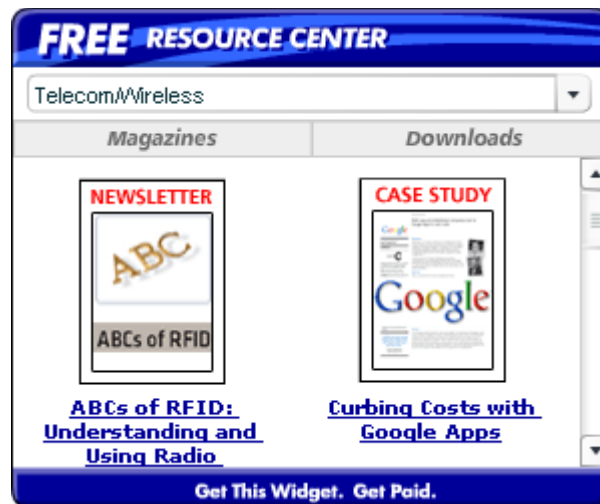 FREE RESOURCE CENTER
Telecom/Wireless
Magazines
Downloads
NEWSLETTER
ABC
ABCs of RFID
ABCs of RFID:
Understanding and
Using Radio
CASE STUDY
Google
Google
Curbing Costs with
Google Apps
Get This Widget. Get Paid.